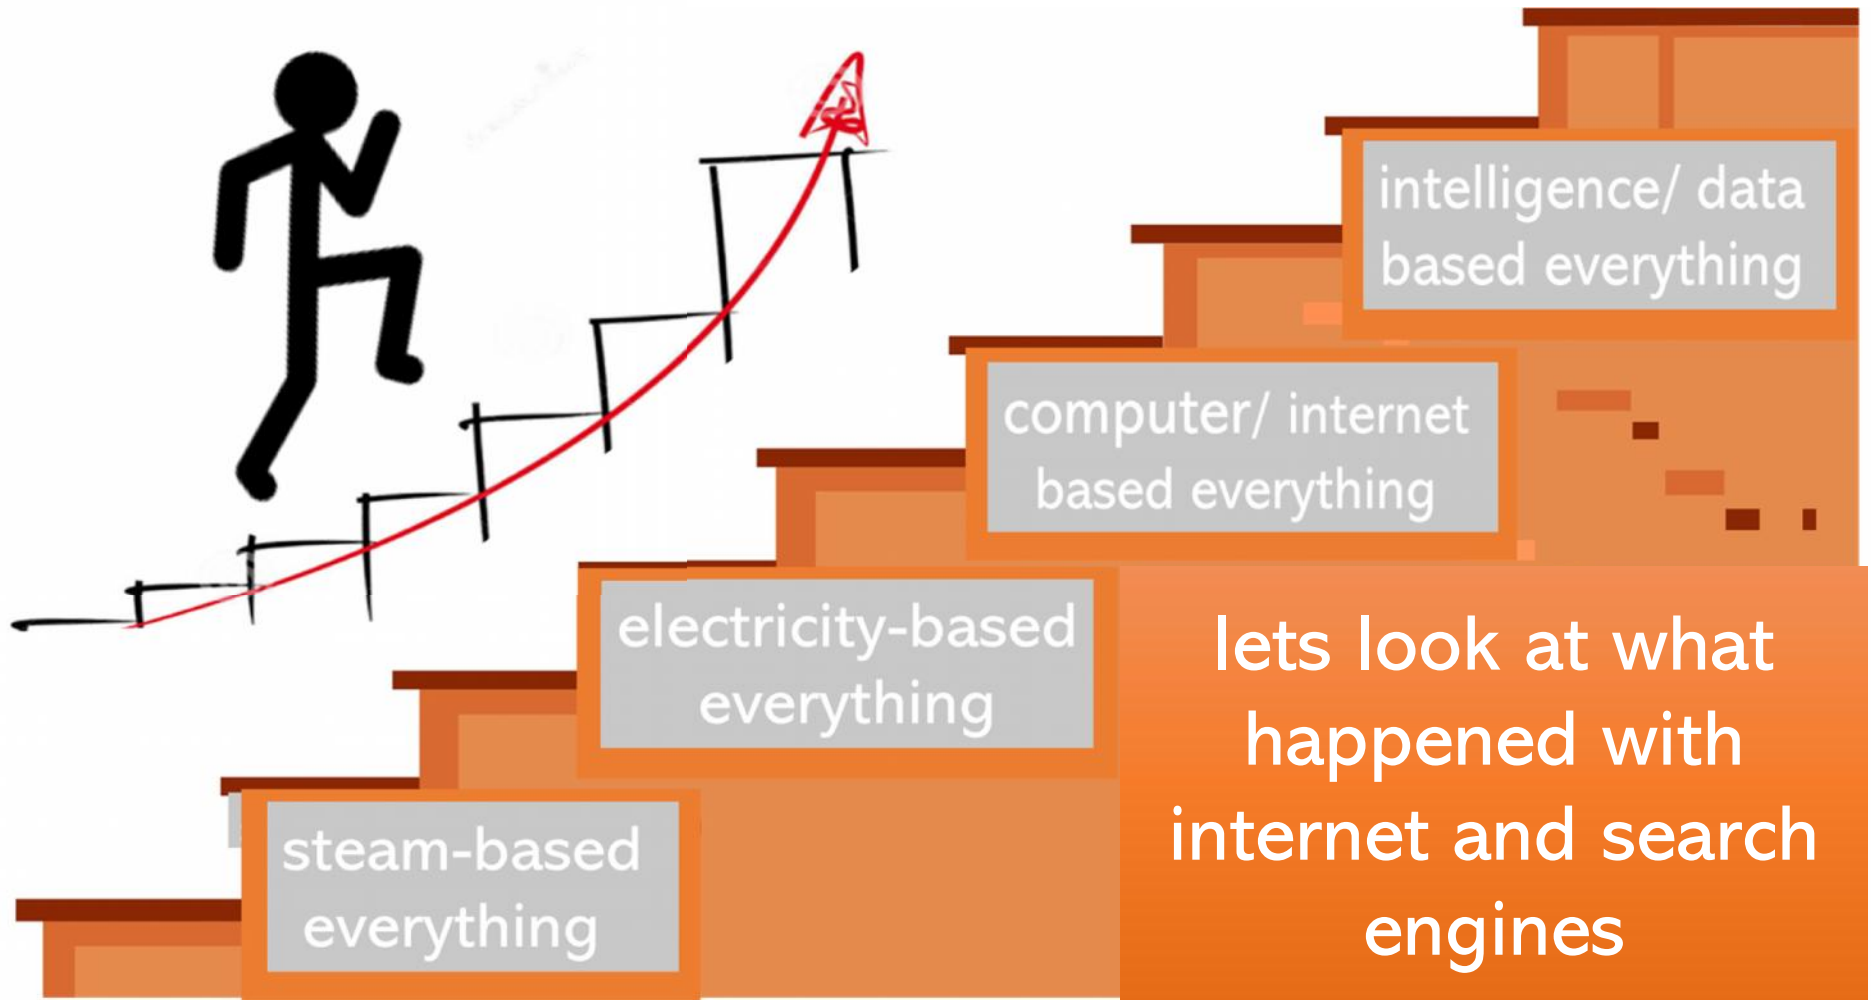 intelligence/ data
based everything
computer/ internet
based everything
electricity-based
everything
steam-based
everything
lets look at what
happened with
internet and search
engines